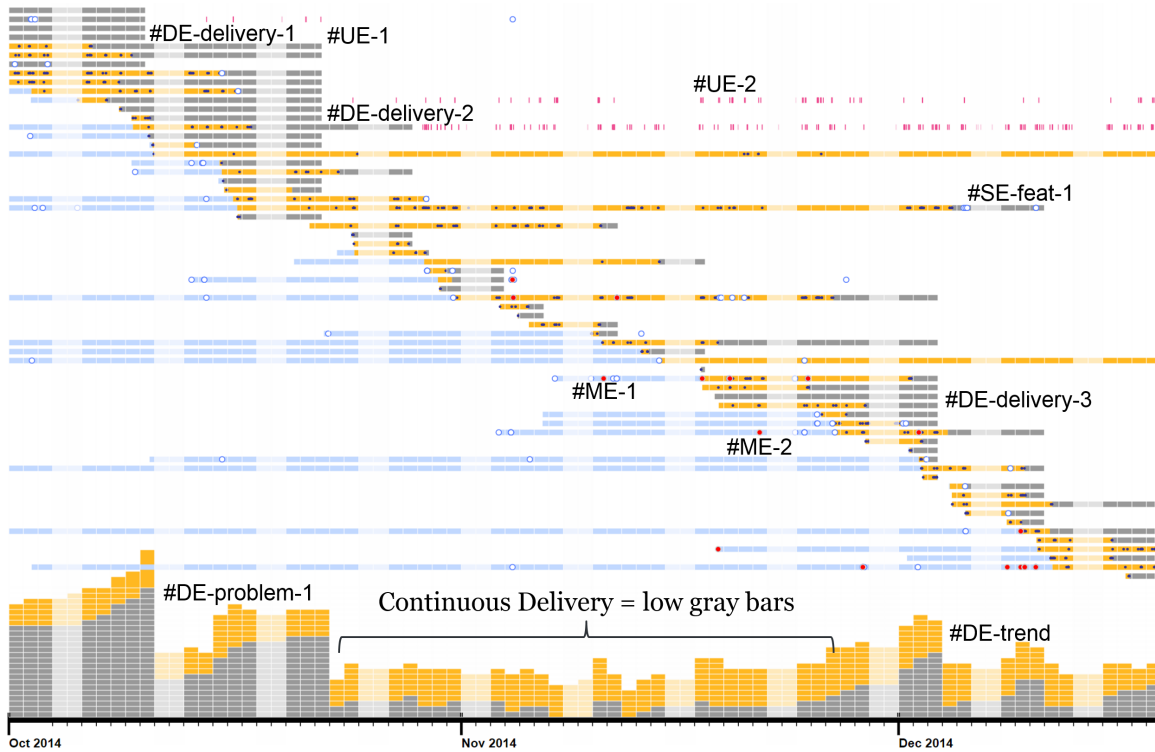 #DE-delivery-1
#UE-1
#UE-2
#DE-delivery-2
#SE-feat-1
#ME-1
#DE-delivery-3
#ME-2
#DE-problem-1
Continuous Delivery = low gray bars
#DE-trend
Oct 2014
Nov 2014
Dec 2014